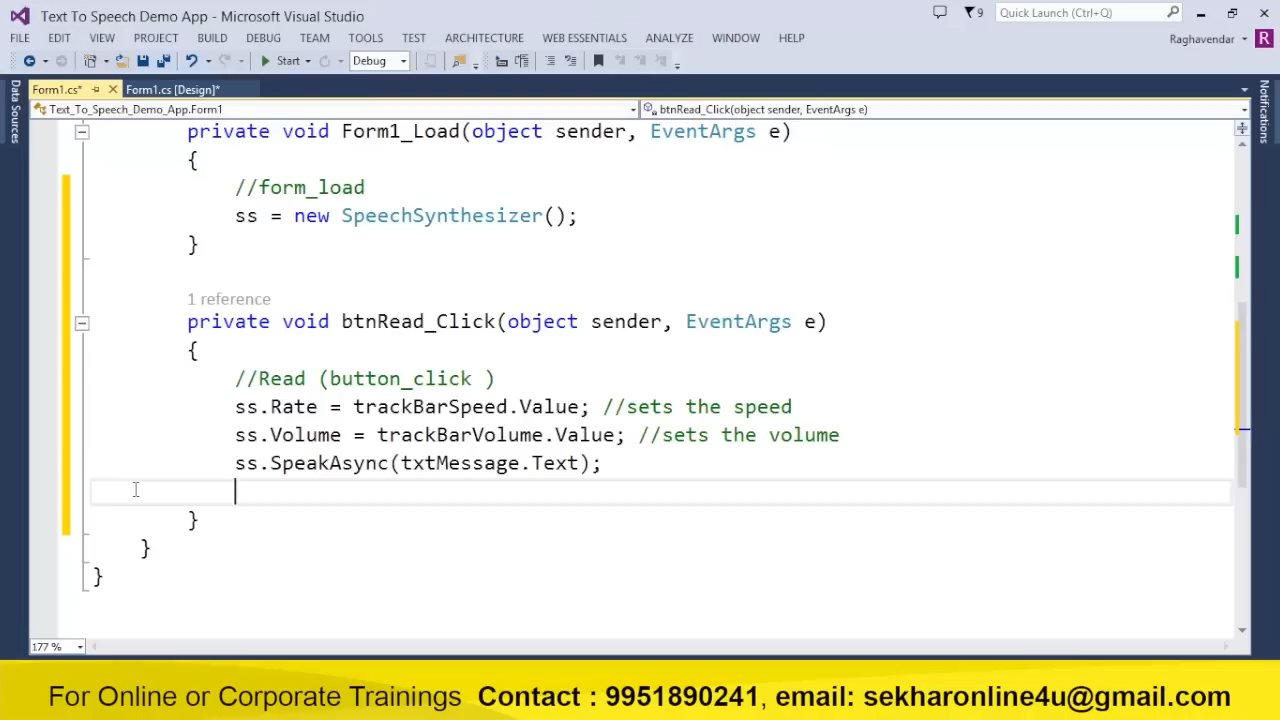 Text To Speech Demo App - Microsoft Visual Studio
9
Quick Launch (Ctrl+Q)
FILE EDIT VIEW PROJECT BUILD DEBUG TEAM TOOLS TEST ARCHITECTURE WEB ESSENTIALS ANALYZE WINDOW HELP
Raghavendar R
Start Debug
Data Sources
Form1.cs* Form1.cs [Design]*
Notifications
Text_To_Speech_Demo_App.Form1 btnRead_Click(object sender, EventArgs e)
private void Form1_Load(object sender, EventArgs e)
{
//form_load
ss = new SpeechSynthesizer();
}
1 reference
private void btnRead_Click(object sender, EventArgs e)
{
//Read (button_click )
ss.Rate = trackBarSpeed.Value; //sets the speed
ss.Volume = trackBarVolume.Value; //sets the volume
ss.SpeakAsync(txtMessage.Text);
}
}
}
177 %
For Online or Corporate Trainings Contact : 9951890241, email: sekharonline4u@gmail.com